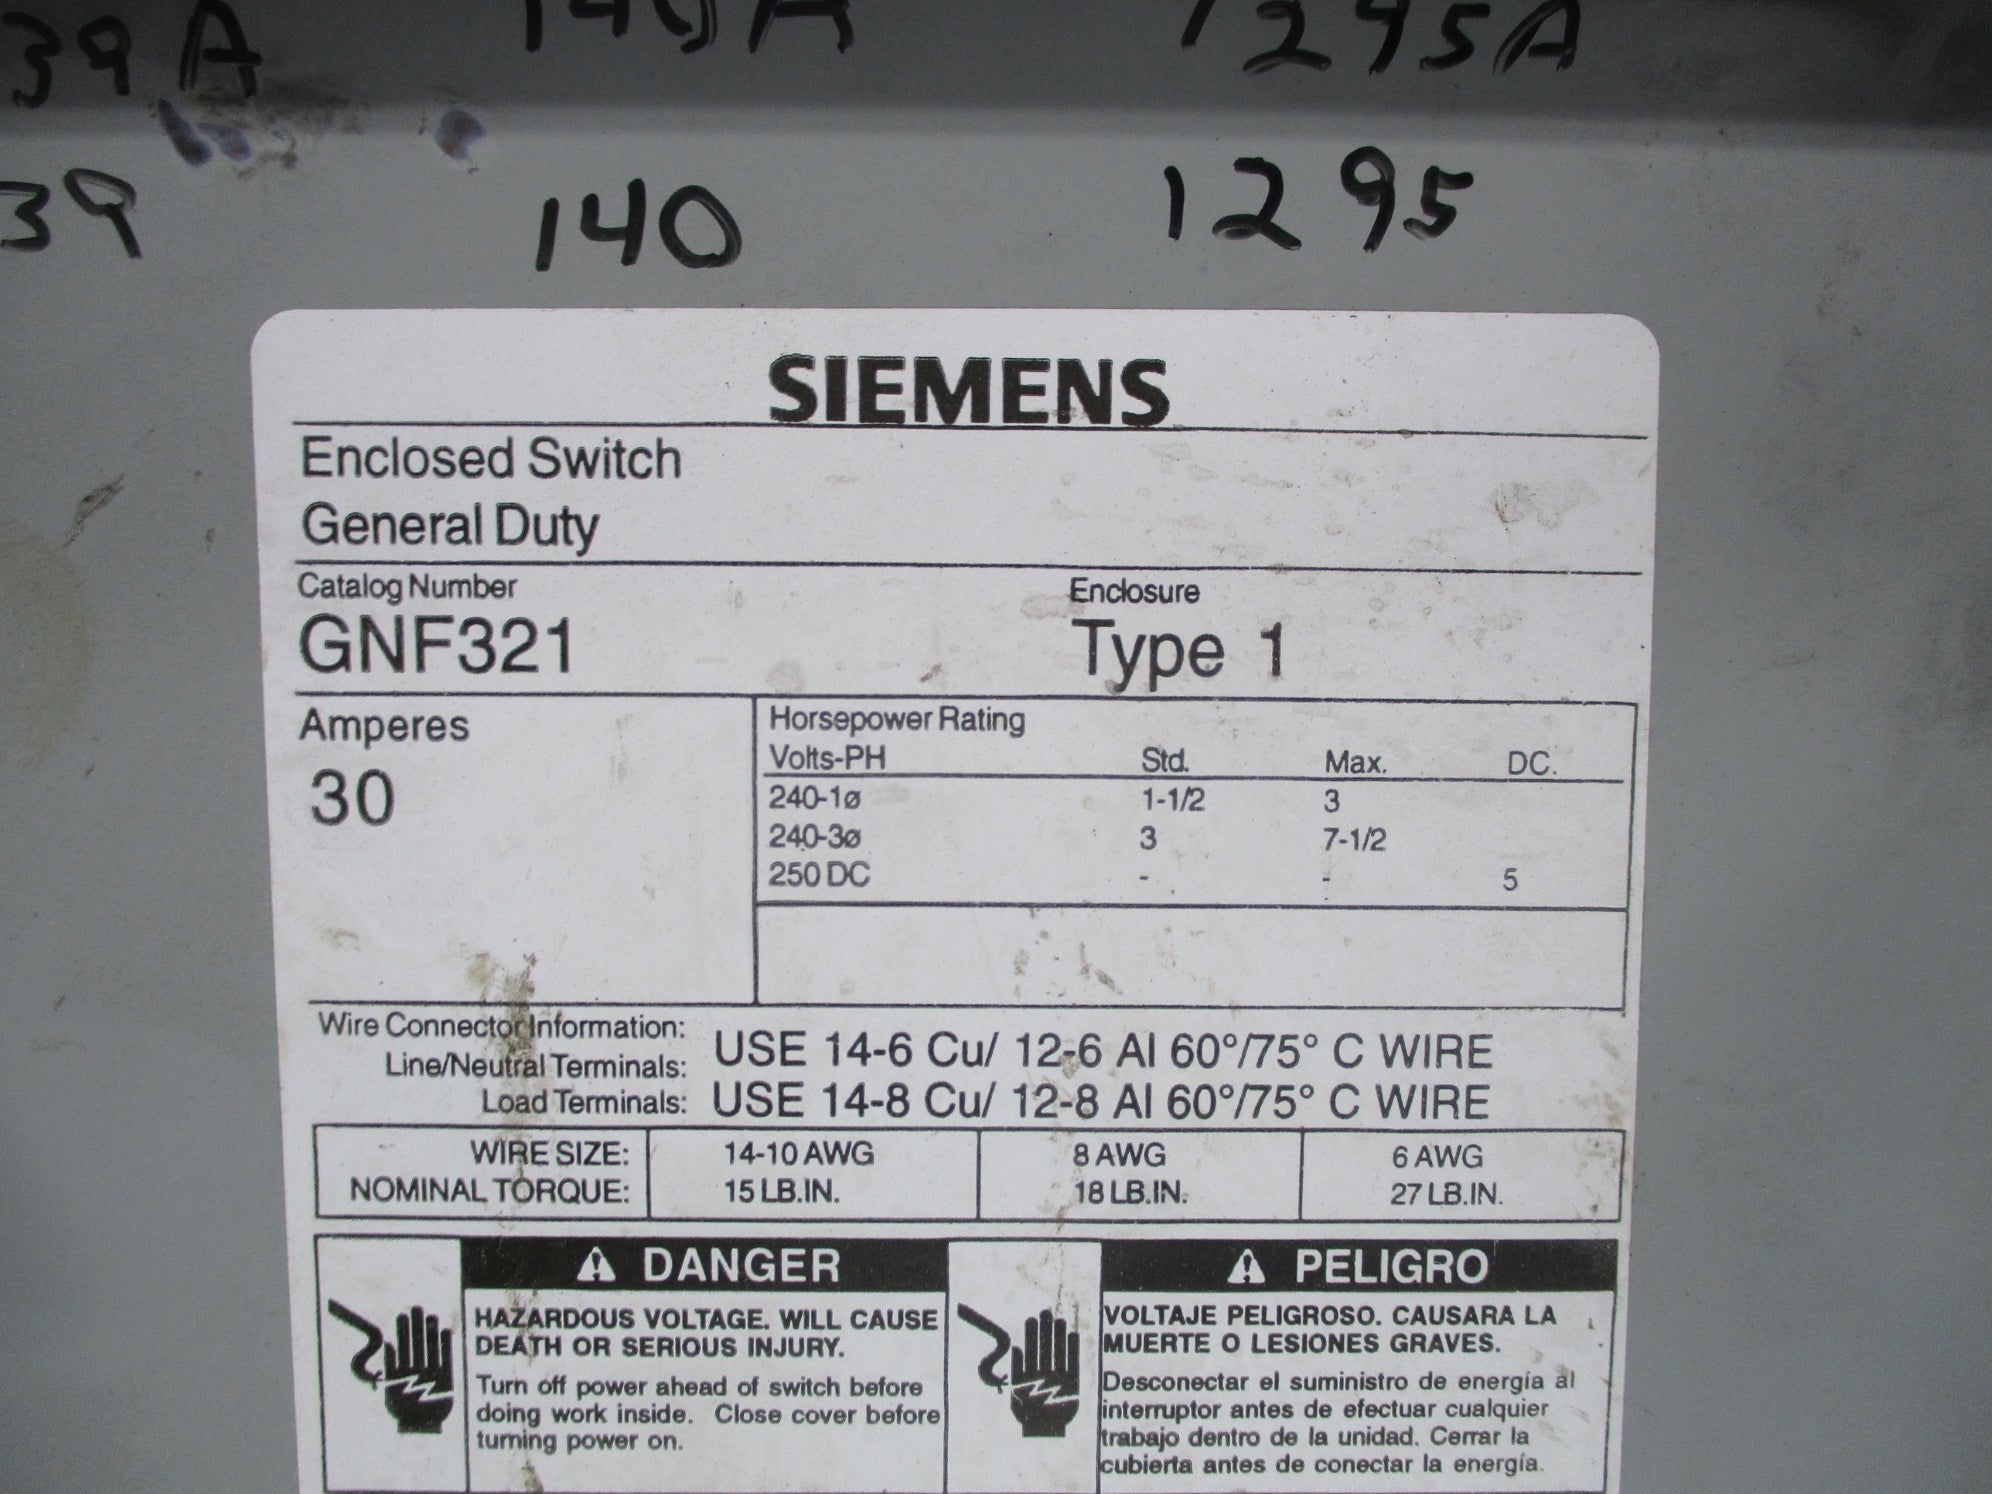 39A 140A 1295A
39 140 1295
SIEMENS
Enclosed Switch
General Duty
Catalog Number Enclosure
GNF321 Type 1
Amperes
30
Horsepower Rating
Volts-PH Std. Max. DC.
240-1ø 1-1/2 3
240-3ø 3 7-1/2
250 DC - - 5
Wire Connector Information:
Line/Neutral Terminals: USE 14-6 Cu/ 12-6 Al 60°/75° C WIRE
Load Terminals: USE 14-8 Cu/ 12-8 Al 60°/75° C WIRE
WIRE SIZE: 14-10 AWG 8 AWG 6 AWG
NOMINAL TORQUE: 15 LB.IN. 18 LB.IN. 27 LB.IN.
DANGER
HAZARDOUS VOLTAGE. WILL CAUSE
DEATH OR SERIOUS INJURY.
Turn off power ahead of switch before
doing work inside. Close cover before
turning power on.
PELIGRO
VOLTAJE PELIGROSO. CAUSARA LA
MUERTE O LESIONES GRAVES.
Desconectar el suministro de energía al
interruptor antes de efectuar cualquier
trabajo dentro de la unidad. Cerrar la
cubierta antes de conectar la energía.